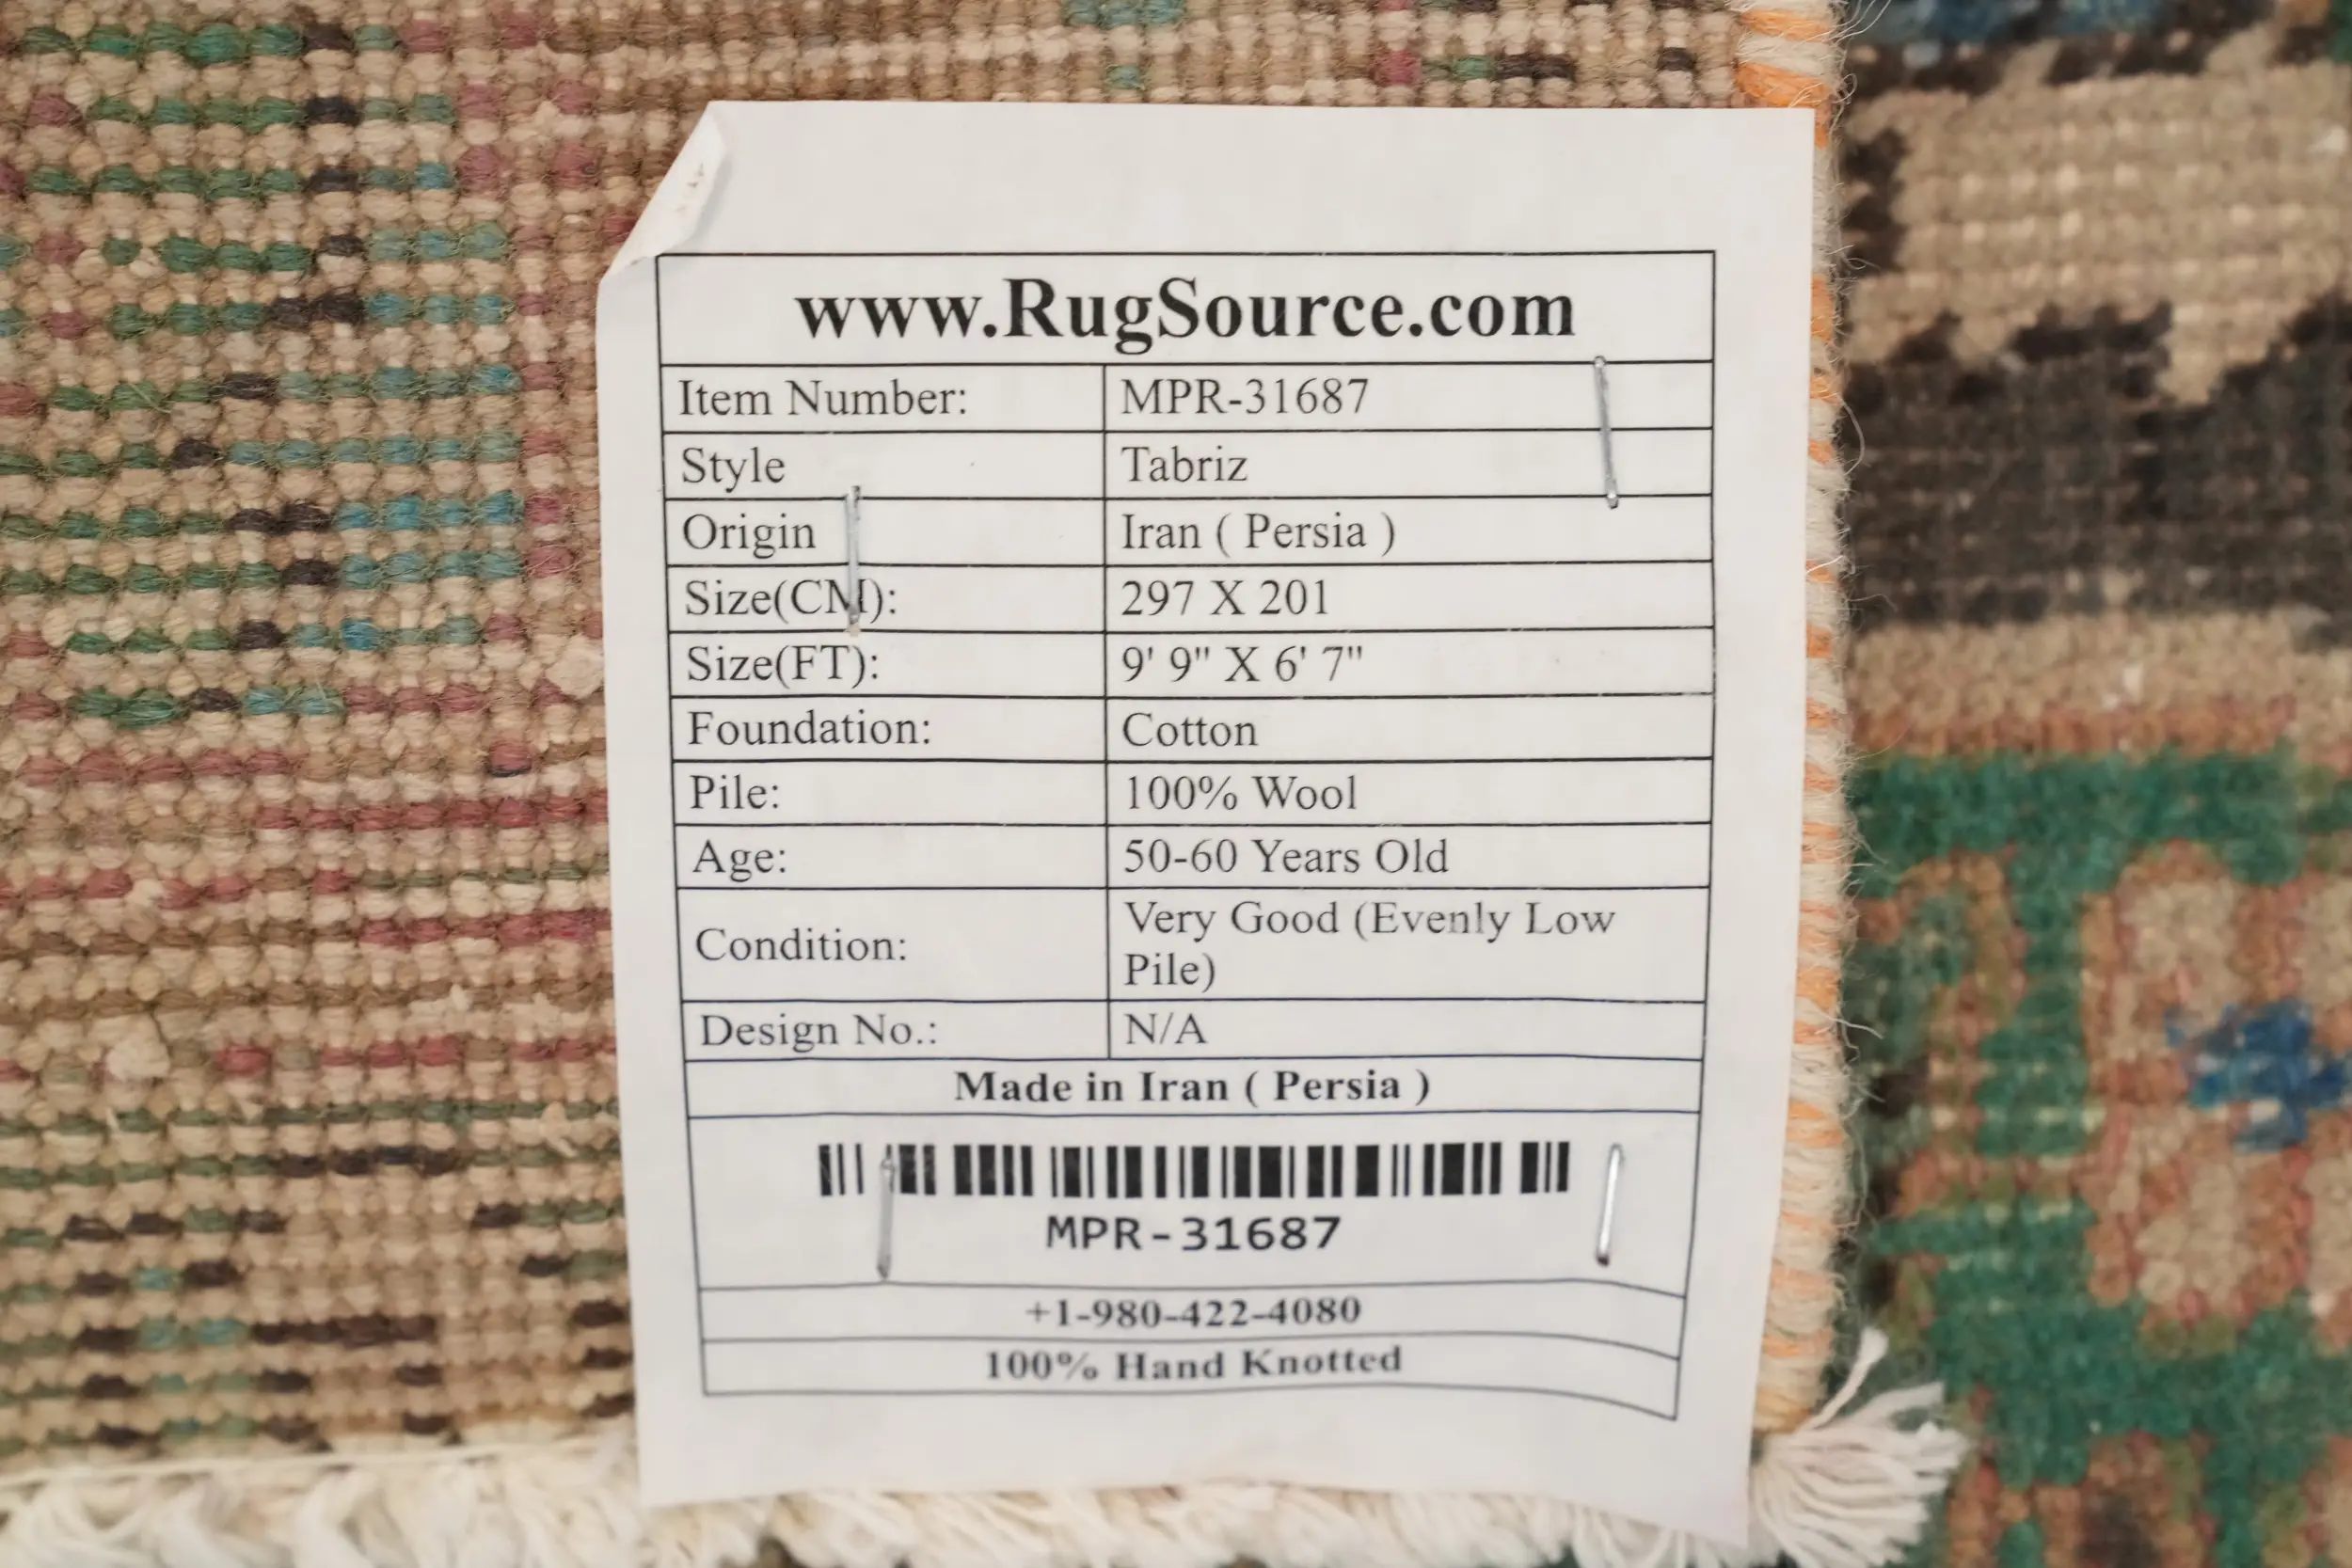 www.RugSource.com
Item Number: MPR-31687
Style Tabriz
Origin Iran ( Persia )
Size(CM): 297 X 201
Size(FT): 9' 9" X 6' 7"
Foundation: Cotton
Pile: 100% Wool
Age: 50-60 Years Old
Condition: Very Good (Evenly Low
Pile)
Design No.: N/A
Made in Iran ( Persia )
MPR-31687
+1-980-422-4080
100% Hand Knotted